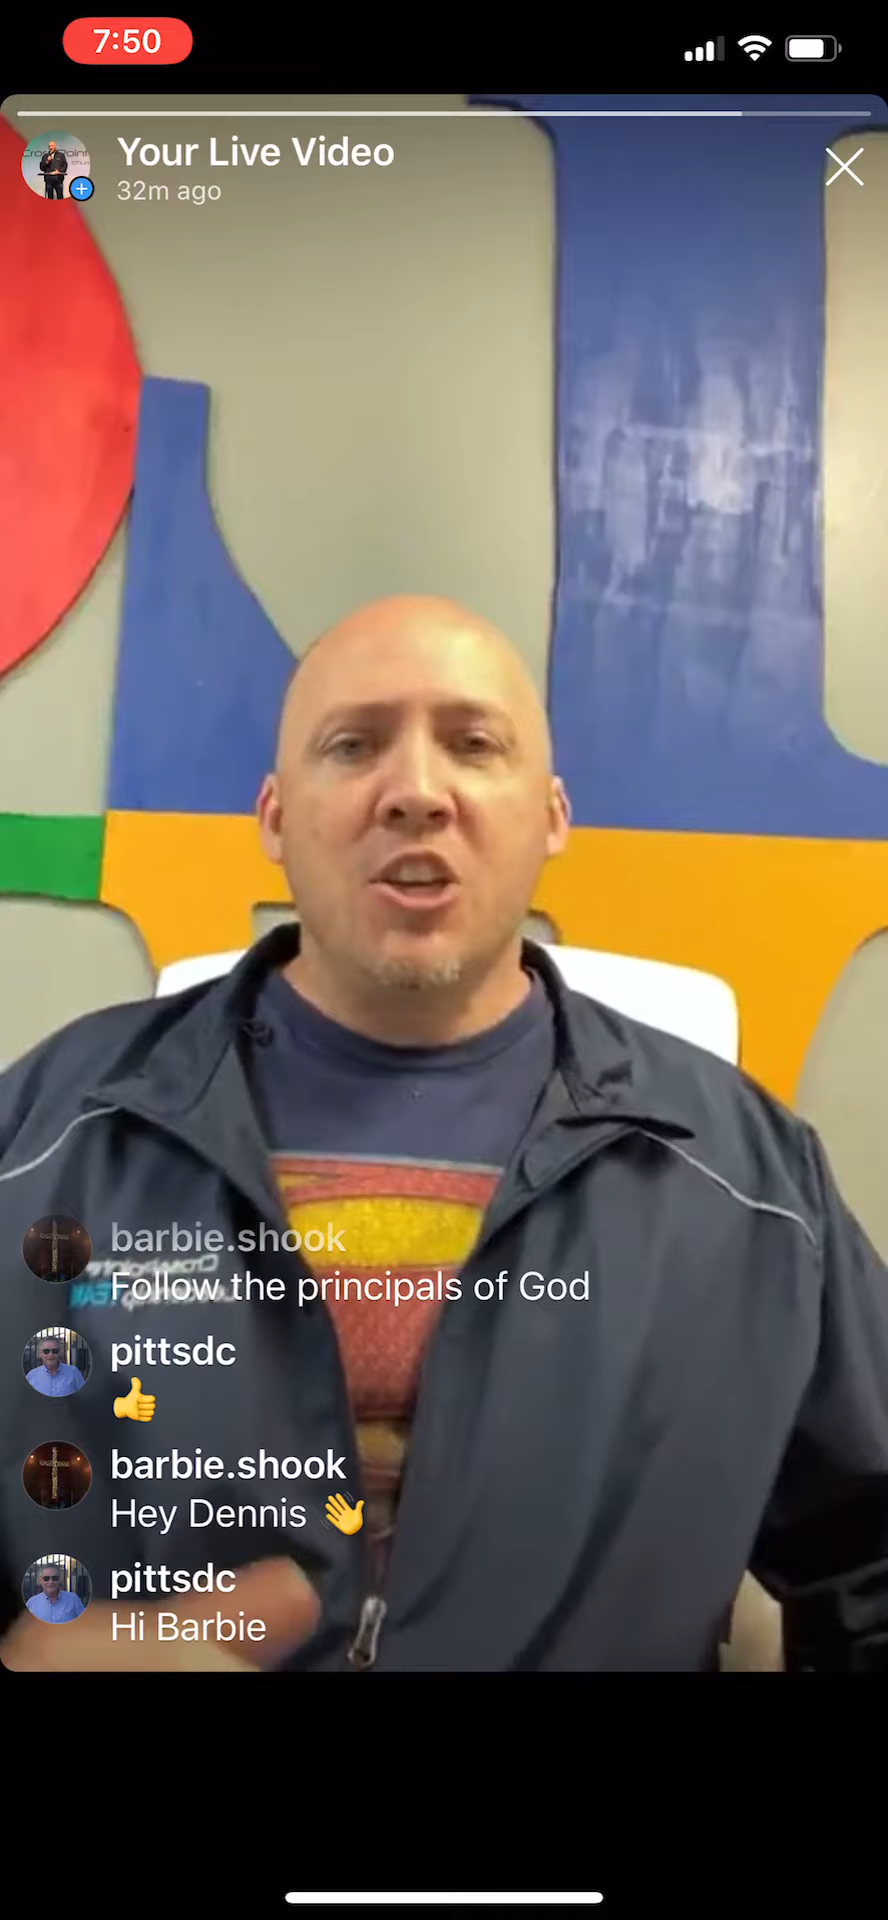 7:50
Your Live Video
32m ago
barbie.shook
Follow the principals of God
pittsdc
👍
barbie.shook
Hey Dennis 👋
pittsdc
Hi Barbie